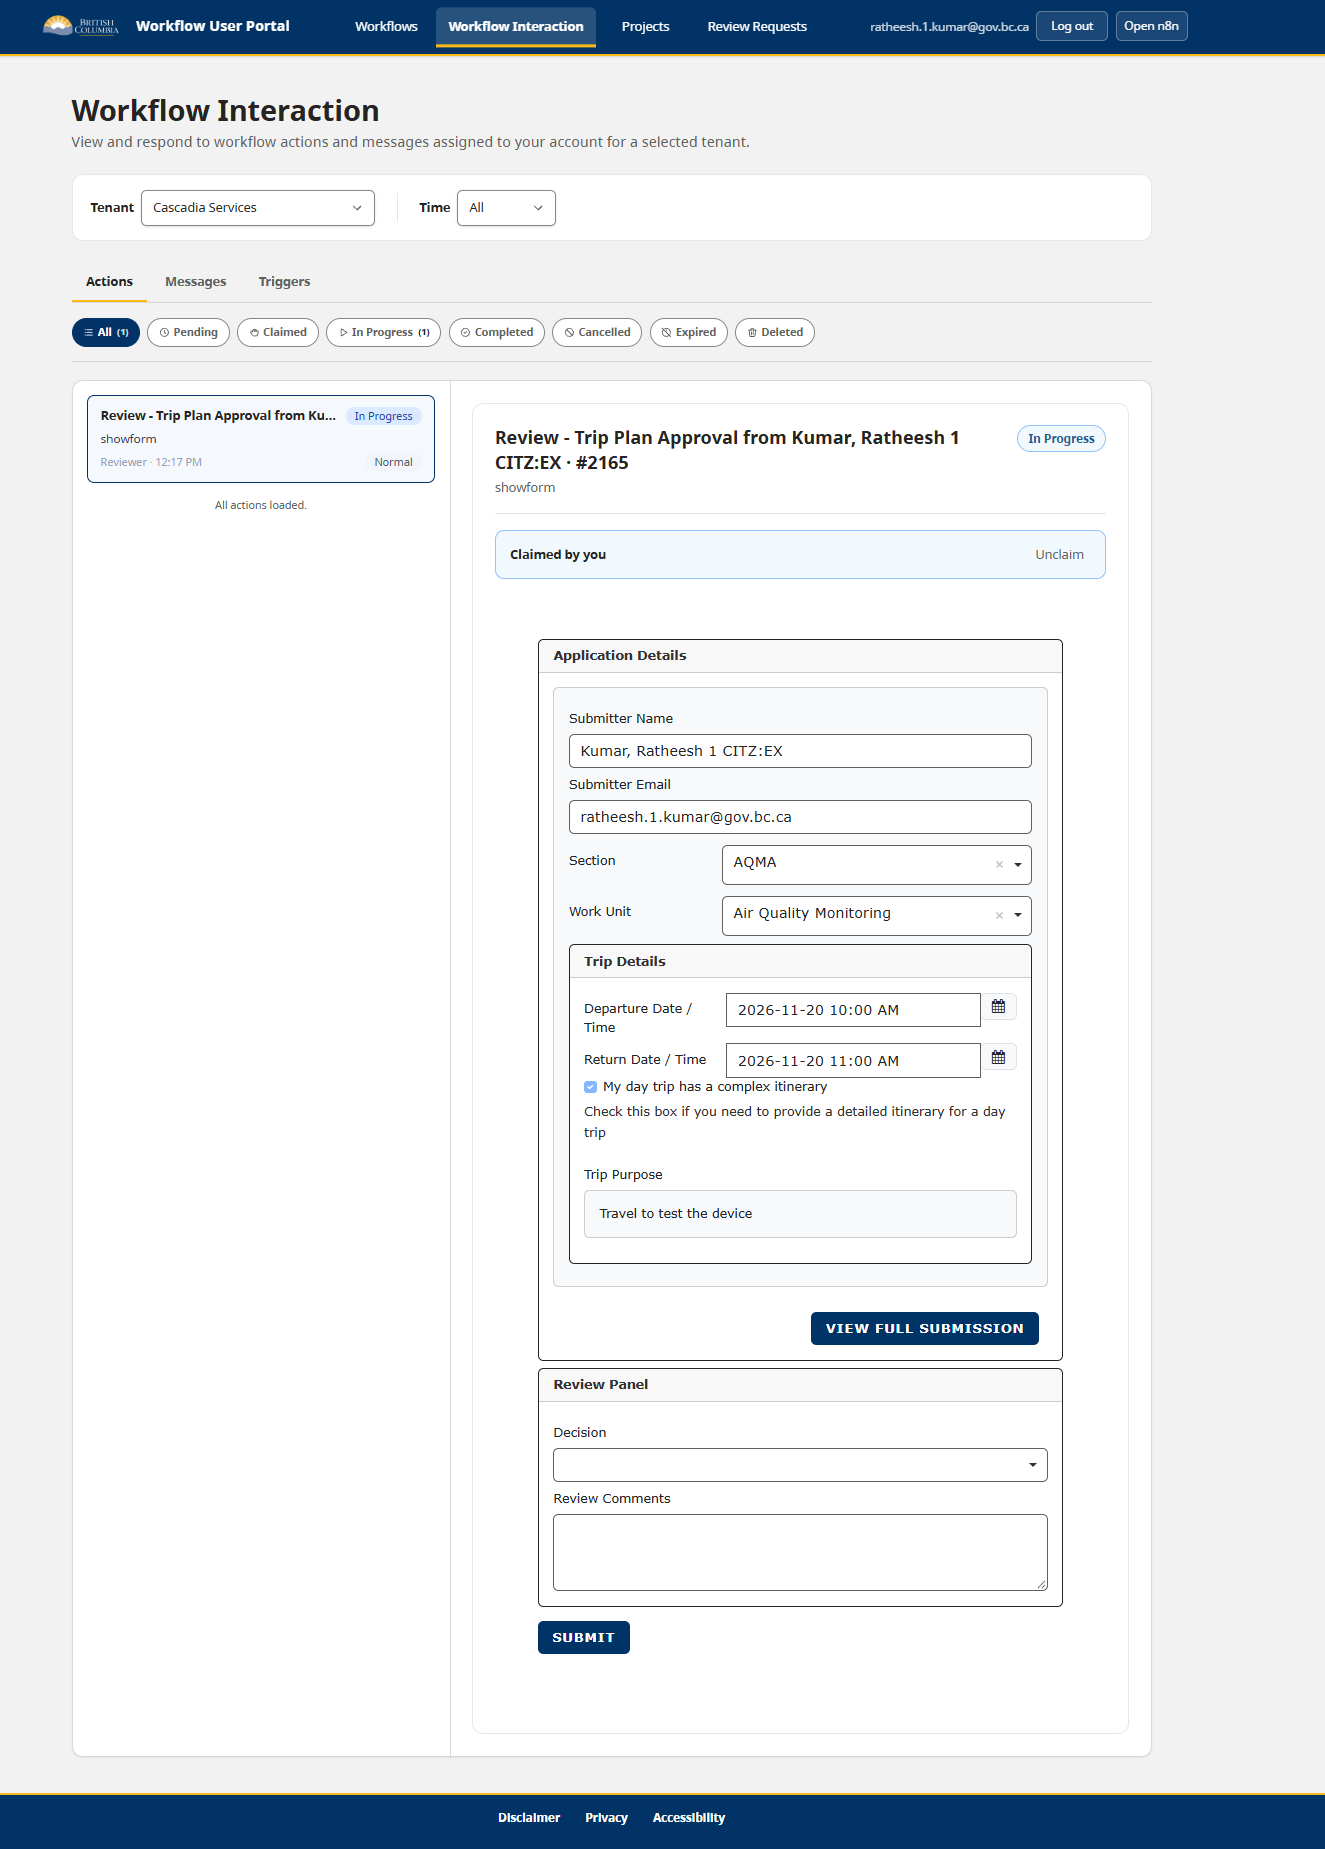 BRITISH
COLUMBIA
Workflow User Portal
Workflows
Workflow Interaction
Projects
Review Requests
ratheesh.1.kumar@gov.bc.ca
Log out
Open n8n
Workflow Interaction
View and respond to workflow actions and messages assigned to your account for a selected tenant.
Tenant
Cascadia Services
Time
All
Actions
Messages
Triggers
All (1)
Pending
Claimed
In Progress (1)
Completed
Cancelled
Expired
Deleted
Review - Trip Plan Approval from Ku...
In Progress
showform
Reviewer · 12:17 PM
Normal
All actions loaded.
Review - Trip Plan Approval from Kumar, Ratheesh 1
CITZ:EX · #2165
In Progress
showform
Claimed by you
Unclaim
Application Details
Submitter Name
Kumar, Ratheesh 1 CITZ:EX
Submitter Email
ratheesh.1.kumar@gov.bc.ca
Section
AQMA
Work Unit
Air Quality Monitoring
Trip Details
Departure Date /
Time
2026-11-20 10:00 AM
Return Date / Time
2026-11-20 11:00 AM
My day trip has a complex itinerary
Check this box if you need to provide a detailed itinerary for a day
trip
Trip Purpose
Travel to test the device
VIEW FULL SUBMISSION
Review Panel
Decision
Review Comments
SUBMIT
Disclaimer
Privacy
Accessibility